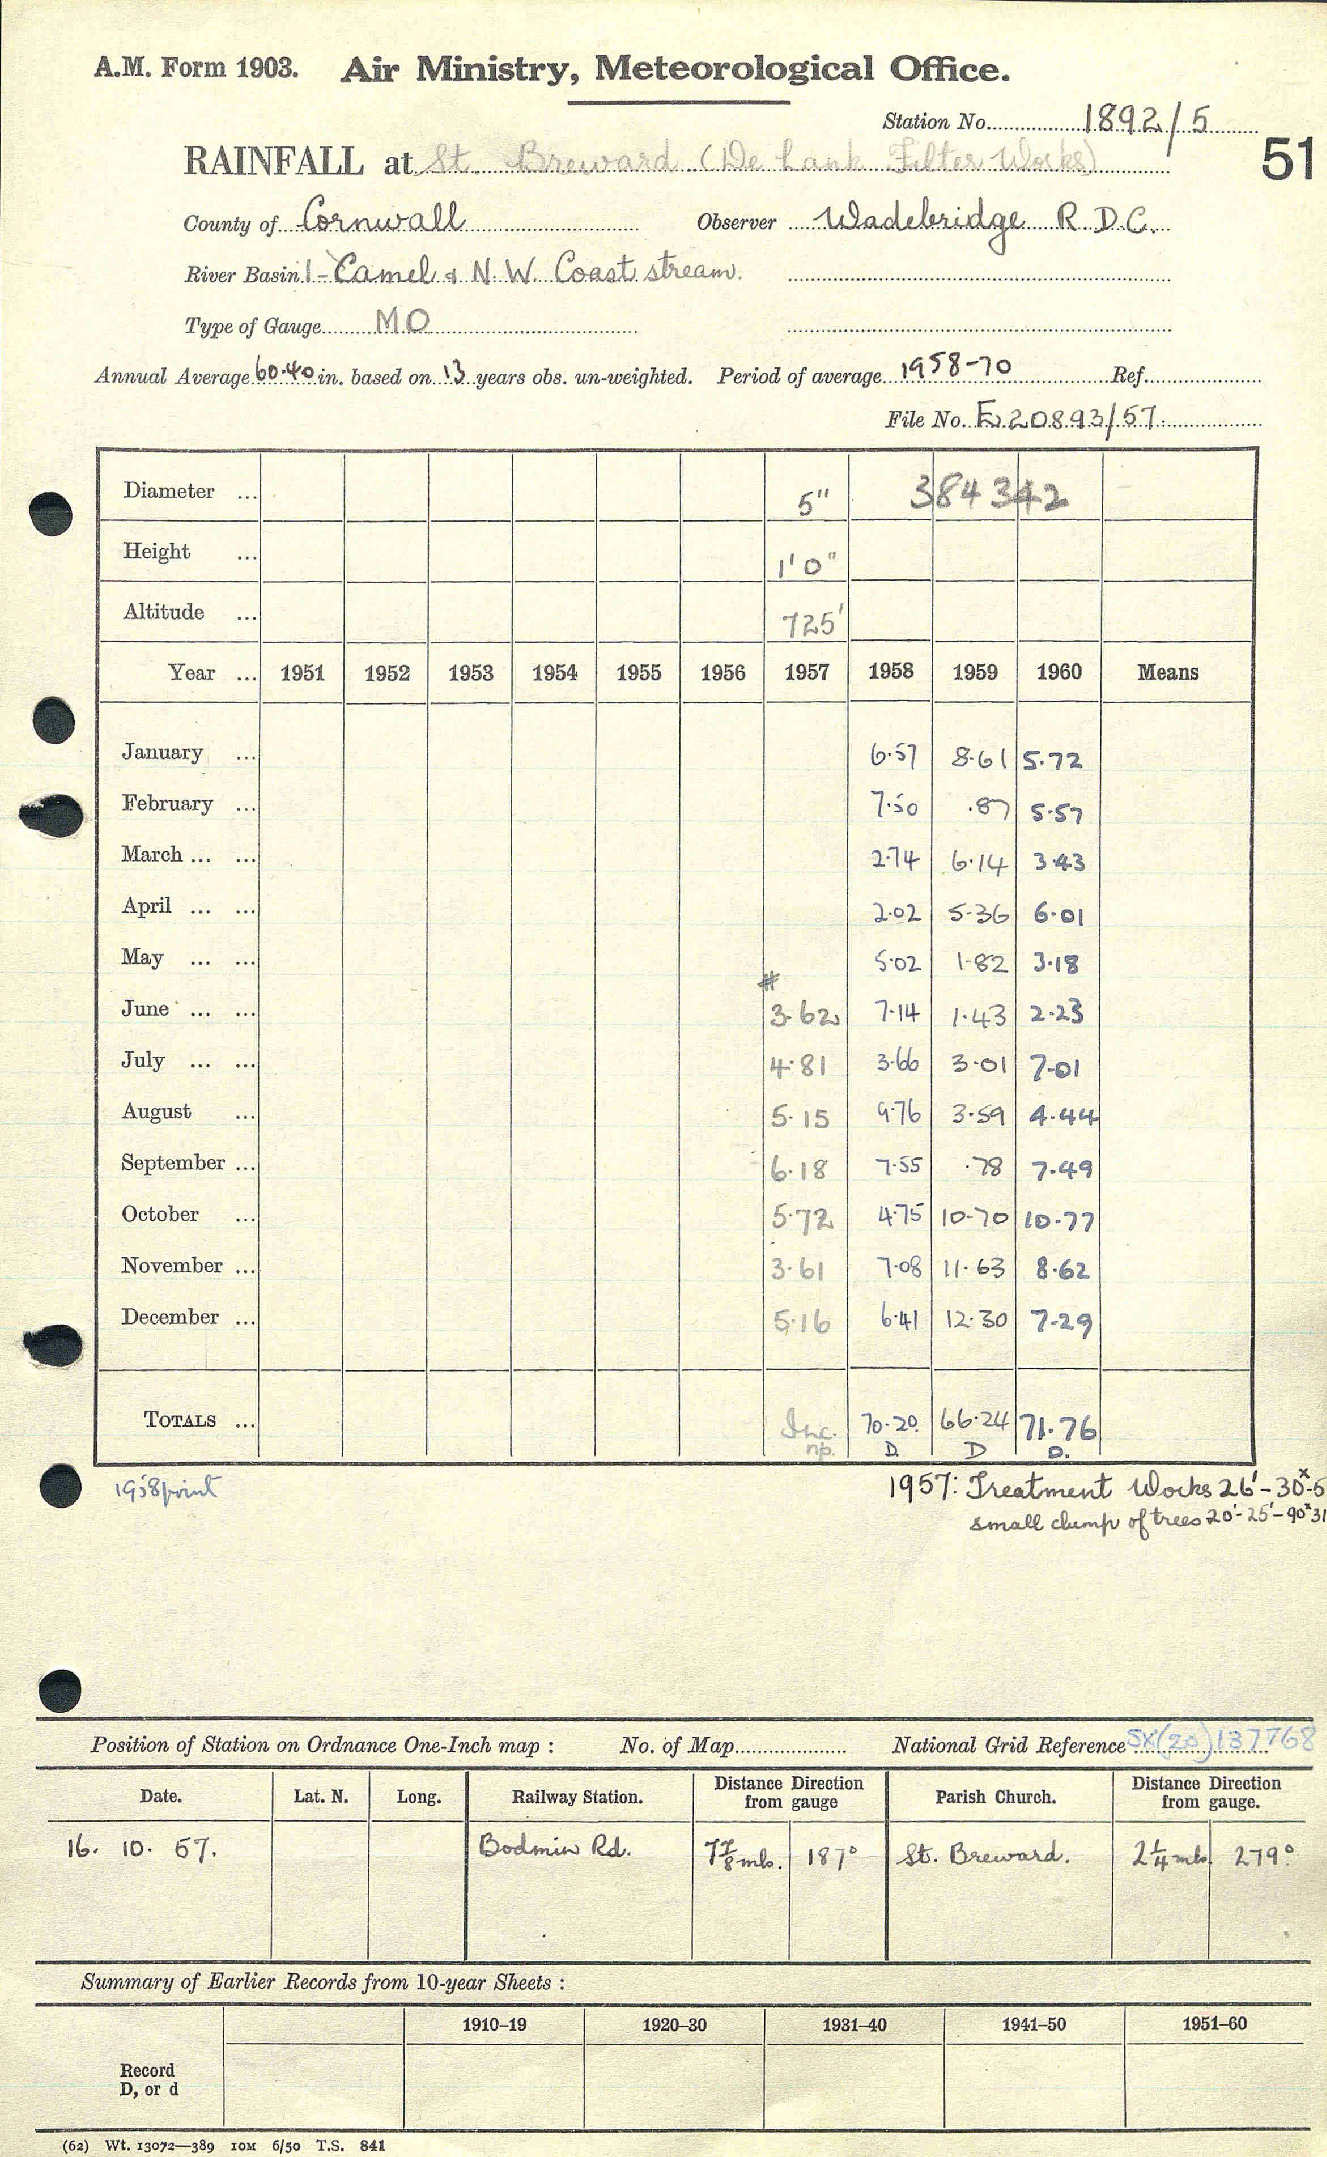 A.M. Form 1903. Air Ministry, Meteorological Office.
Station No. 1892/5
51
RAINFALL at St. Breward (De Lank Filter Works)
County of Cornwall Observer Wadebridge R.D.C.
River Basin 1- Camel & N.W. Coast stream.
Type of Gauge MO
Annual Average 60.40 in. based on 13 years obs. un-weighted. Period of average 1958-70 Ref.
File No. E.20893/57
Diameter ... 5" 384342
Height ... 1'0"
Altitude ... 725'
Year ... 1951 1952 1953 1954 1955 1956 1957 1958 1959 1960 Means
January ... 6.57 8.61 5.72
February ... 7.50 .87 5.57
March ... ... 2.74 6.14 3.43
April ... ... 2.02 5.36 6.01
May ... ... 5.02 1.82 3.18
#
June ... ... 3.62 7.14 1.43 2.23
July ... ... 4.81 3.66 3.01 7.01
August ... 5.15 9.76 3.59 4.44
September ... 6.18 7.55 .78 7.49
October ... 5.72 4.75 10.70 10.77
November ... 3.61 7.08 11.63 8.62
December ... 5.16 6.41 12.30 7.29
TOTALS ... Inc. 70.20. 66.24 71.76
np. D. D D.
1958 point
1957: Treatment Works 26'-30x-5
small clump of trees 20'-25'-90x 31
Position of Station on Ordnance One-Inch map : No. of Map National Grid Reference SX(20)137768
Date. Lat. N. Long. Railway Station. Distance Direction from gauge Parish Church. Distance Direction from gauge.
16. 10. 57. Bodmin Rd. 7 7/8 mls. 187° St. Breward. 2 1/4 mls. 279°
Summary of Earlier Records from 10-year Sheets :
1910–19 1920–30 1931–40 1941–50 1951–60
Record
D, or d
(62) Wt. 13072—389 10M 6/50 T.S. 841